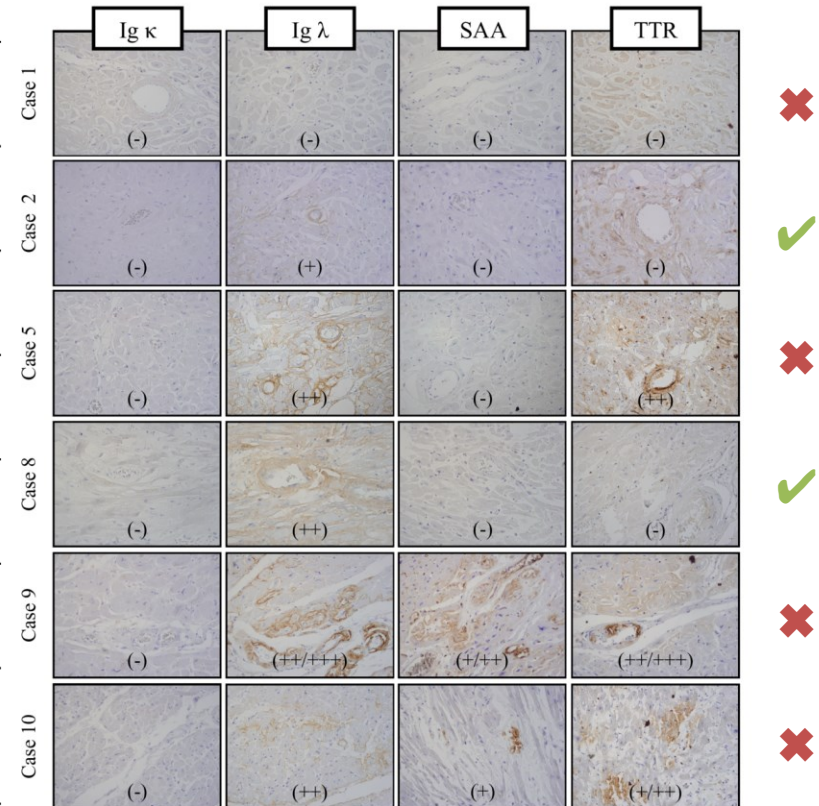 Ig κ Ig λ SAA TTR
Case 1 (-) (-) (-) (-)
Case 2 (-) (+) (-) (-)
Case 5 (-) (++) (-) (++)
Case 8 (-) (++) (-) (-)
Case 9 (-) (++/+++) (+/++) (++/+++)
Case 10 (-) (++) (+) (+/++)